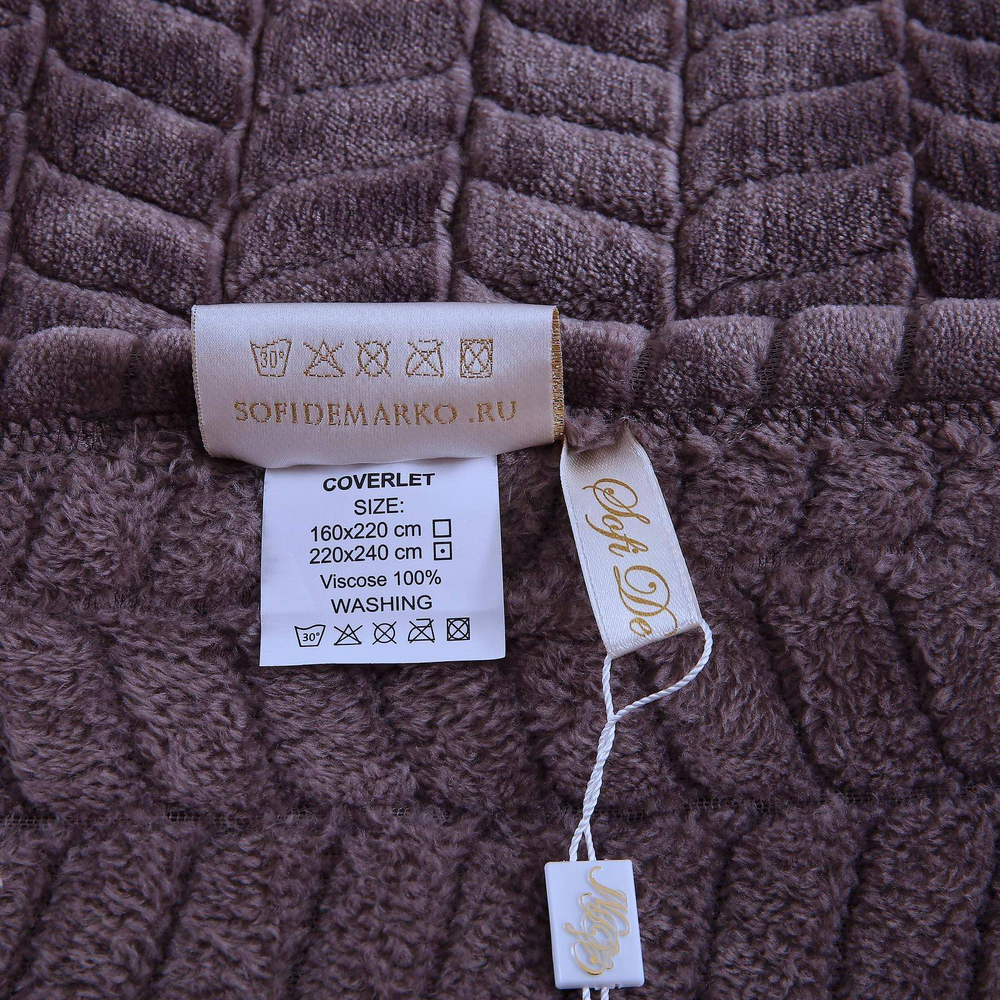 30°
SOFIDEMARKO .RU
COVERLET
SIZE:
160x220 cm
220x240 cm
Viscose 100%
WASHING
30°
Sofi De